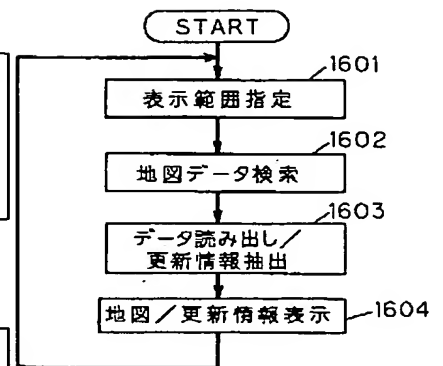 START
1601
表示範囲指定
1602
地図データ検索
1603
データ読み出し／
更新情報抽出
地図／更新情報表示
1604